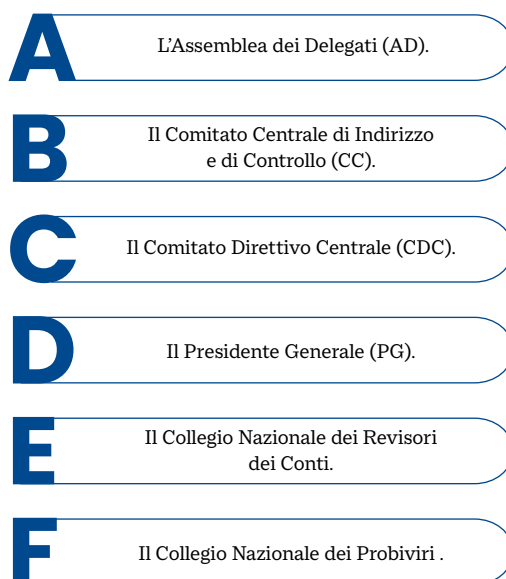 A
L'Assemblea dei Delegati (AD).
B
Il Comitato Centrale di Indirizzo
e di Controllo (CC).
C
Il Comitato Direttivo Centrale (CDC).
D
Il Presidente Generale (PG).
E
Il Collegio Nazionale dei Revisori
dei Conti.
F
Il Collegio Nazionale dei Probiviri .